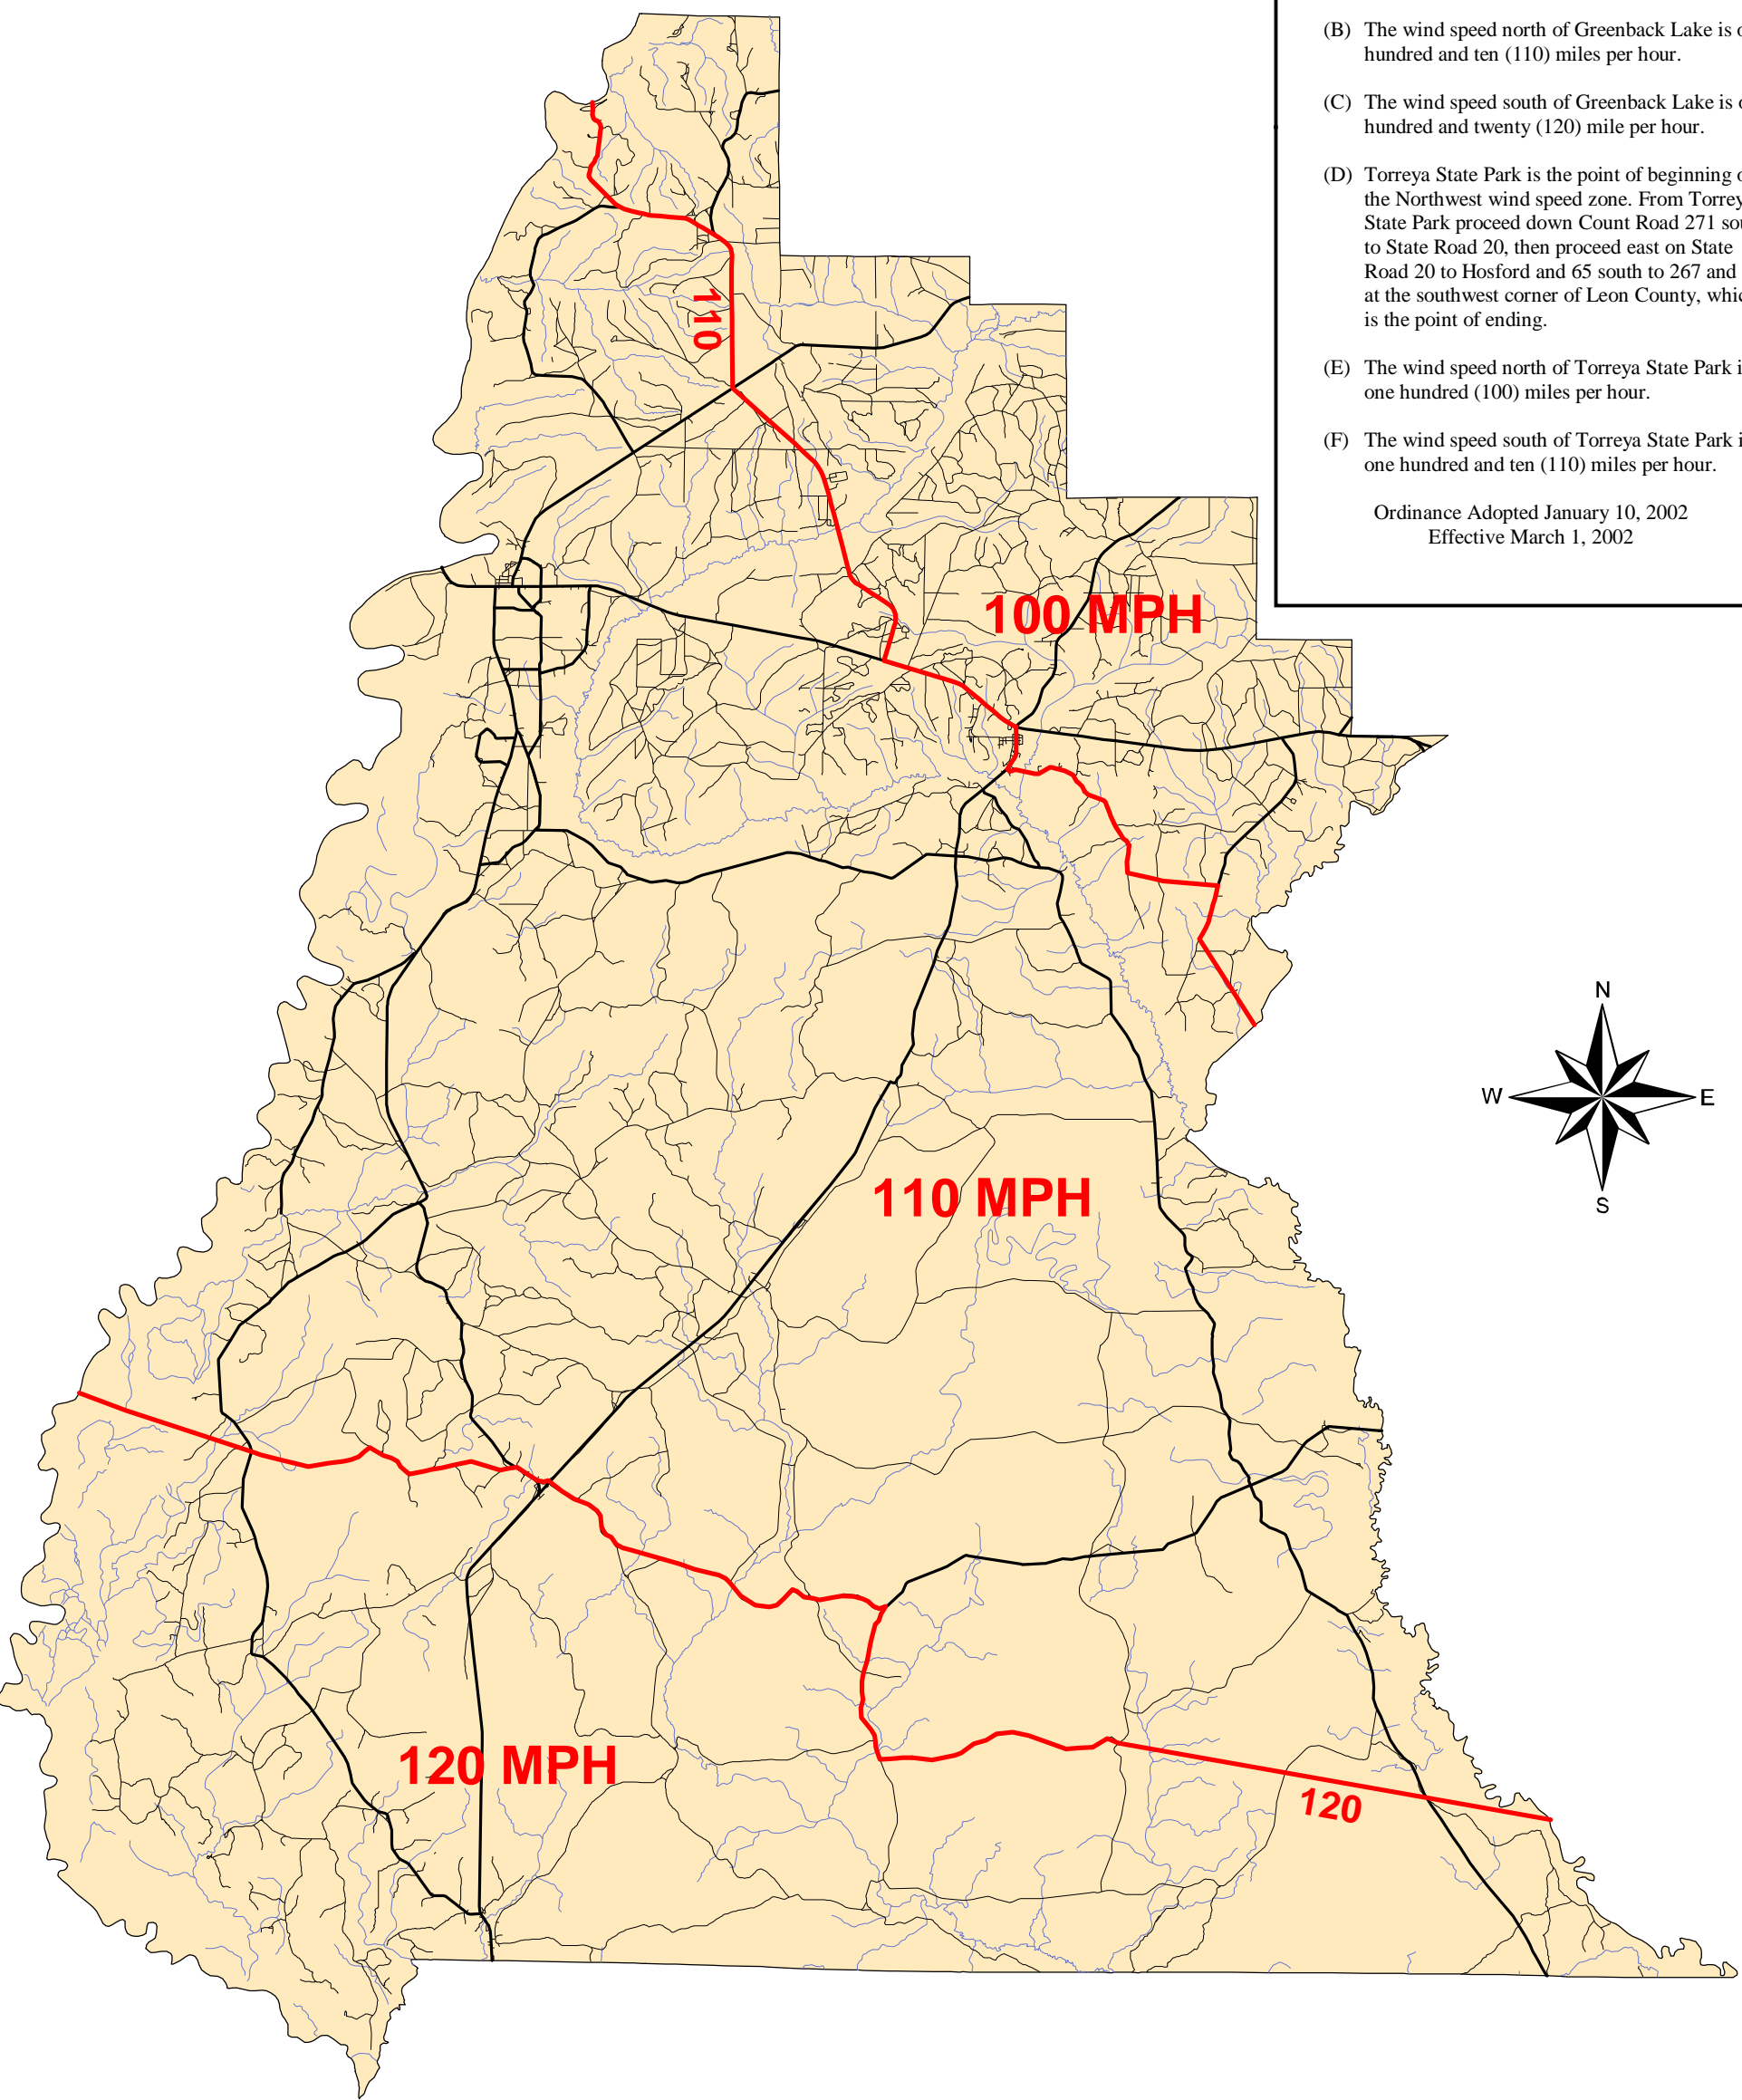 (B) The wind speed north of Greenback Lake is
hundred and ten (110) miles per hour.
(C) The wind speed south of Greenback Lake is
hundred and twenty (120) mile per hour.
(D) Torreya State Park is the point of beginning
the Northwest wind speed zone. From
State Park proceed down Count Road 271
to State Road 20, then proceed east on State
Road 20 to Hosford and 65 south to 267 and
at the southwest corner of Leon County,
is the point of ending.
(E) The wind speed north of Torreya State Park
one hundred (100) miles per hour.
(F) The wind speed south of Torreya State Park
one hundred and ten (110) miles per hour.
Ordinance Adopted January 10, 2002
Effective March 1, 2002
110
100 MPH
N
W E
S
110 MPH
120 MPH
120